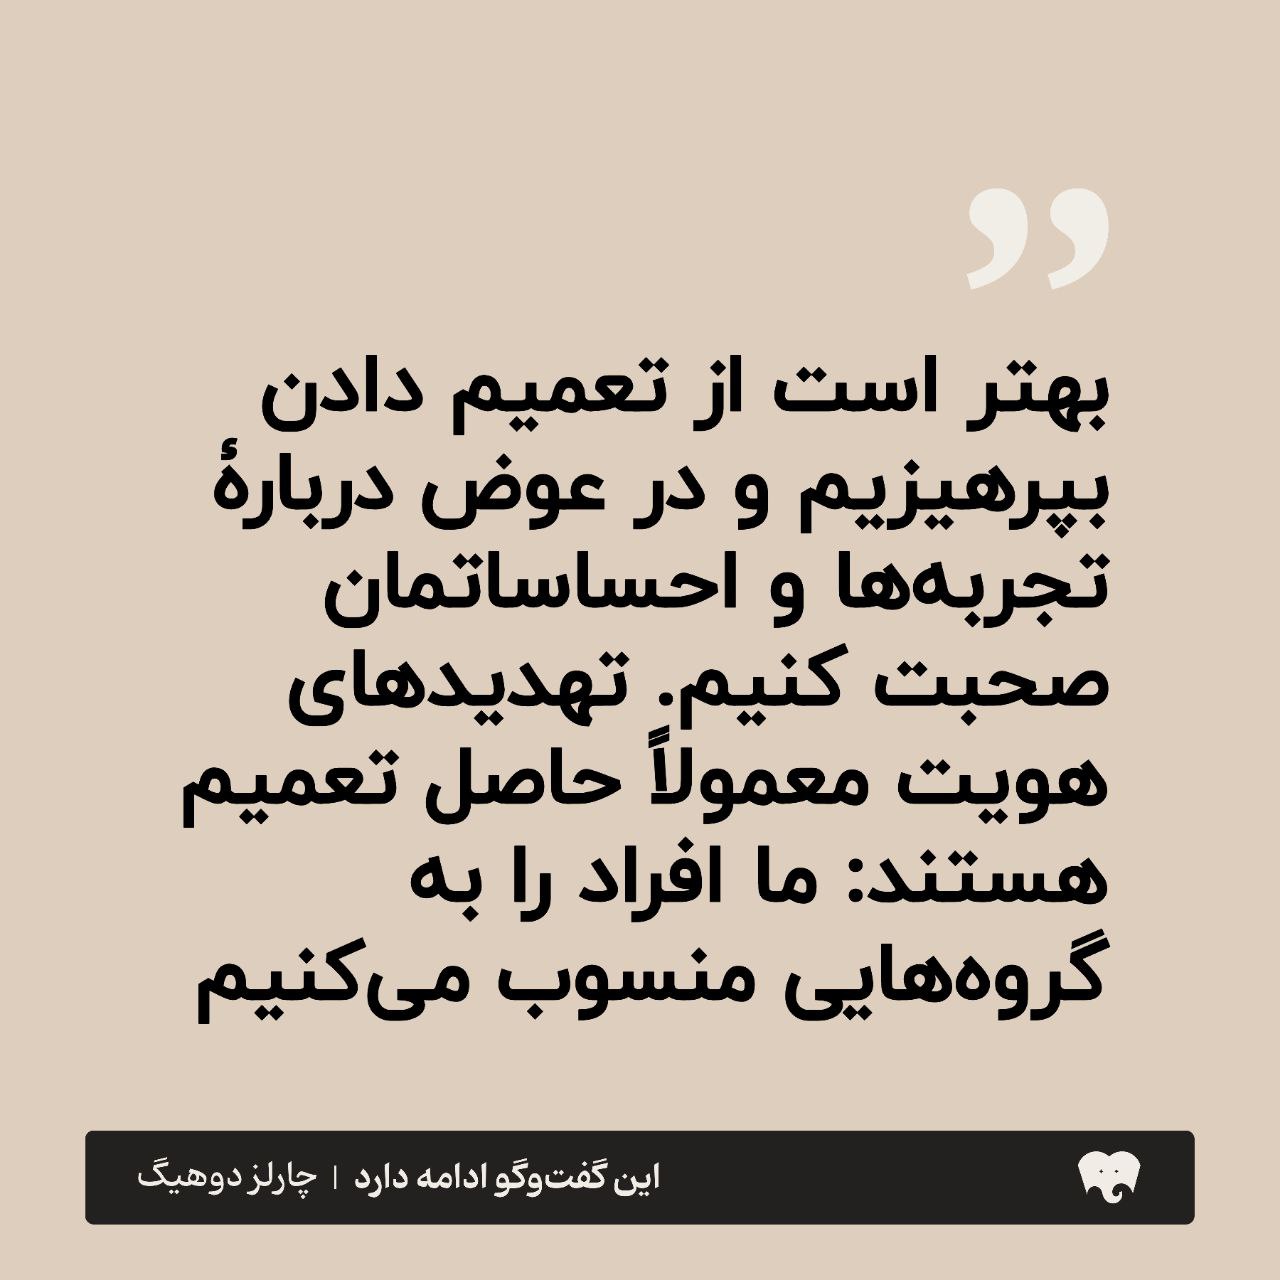 ”
بهتر است از تعمیم دادن
بپرهیزیم و در عوض دربارهٔ
تجربه‌ها و احساساتمان
صحبت کنیم. تهدیدهای
هویت معمولاً حاصل تعمیم
هستند: ما افراد را به
گروه‌هایی منسوب می‌کنیم
این گفت‌وگو ادامه دارد | چارلز دوهیگ